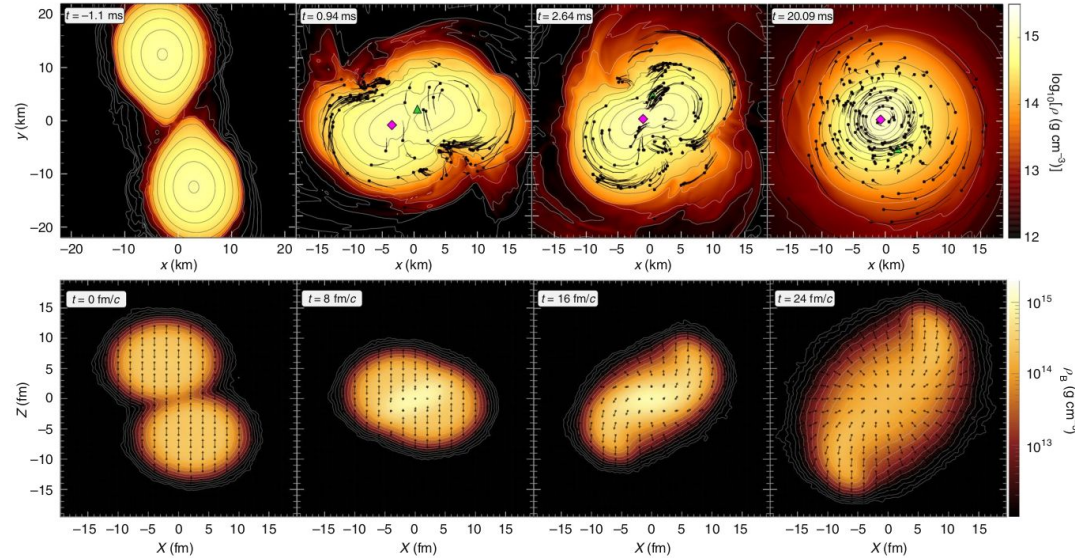 t = −1.1 ms
t = 0.94 ms
t = 2.64 ms
t = 20.09 ms
20
10
0
−10
−20
y (km)
−20 −10 0 10 20
−15 −10 −5 0 5 10 15
−15 −10 −5 0 5 10 15
−15 −10 −5 0 5 10 15
x (km)
x (km)
x (km)
x (km)
15
14
13
12
log₁₀[ρ (g cm⁻³)]
t = 0 fm/c
t = 8 fm/c
t = 16 fm/c
t = 24 fm/c
15
10
5
0
−5
−10
−15
Z (fm)
−15 −10 −5 0 5 10 15
−15 −10 −5 0 5 10 15
−15 −10 −5 0 5 10 15
−15 −10 −5 0 5 10 15
X (fm)
X (fm)
X (fm)
X (fm)
10¹⁵
10¹⁴
10¹³
ρB (g cm